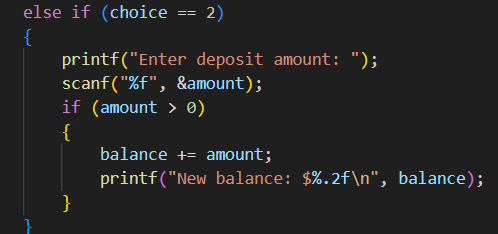 else if (choice == 2)
{
    printf("Enter deposit amount: ");
    scanf("%f", &amount);
    if (amount > 0)
    {
        balance += amount;
        printf("New balance: $%.2f\n", balance);
    }
}